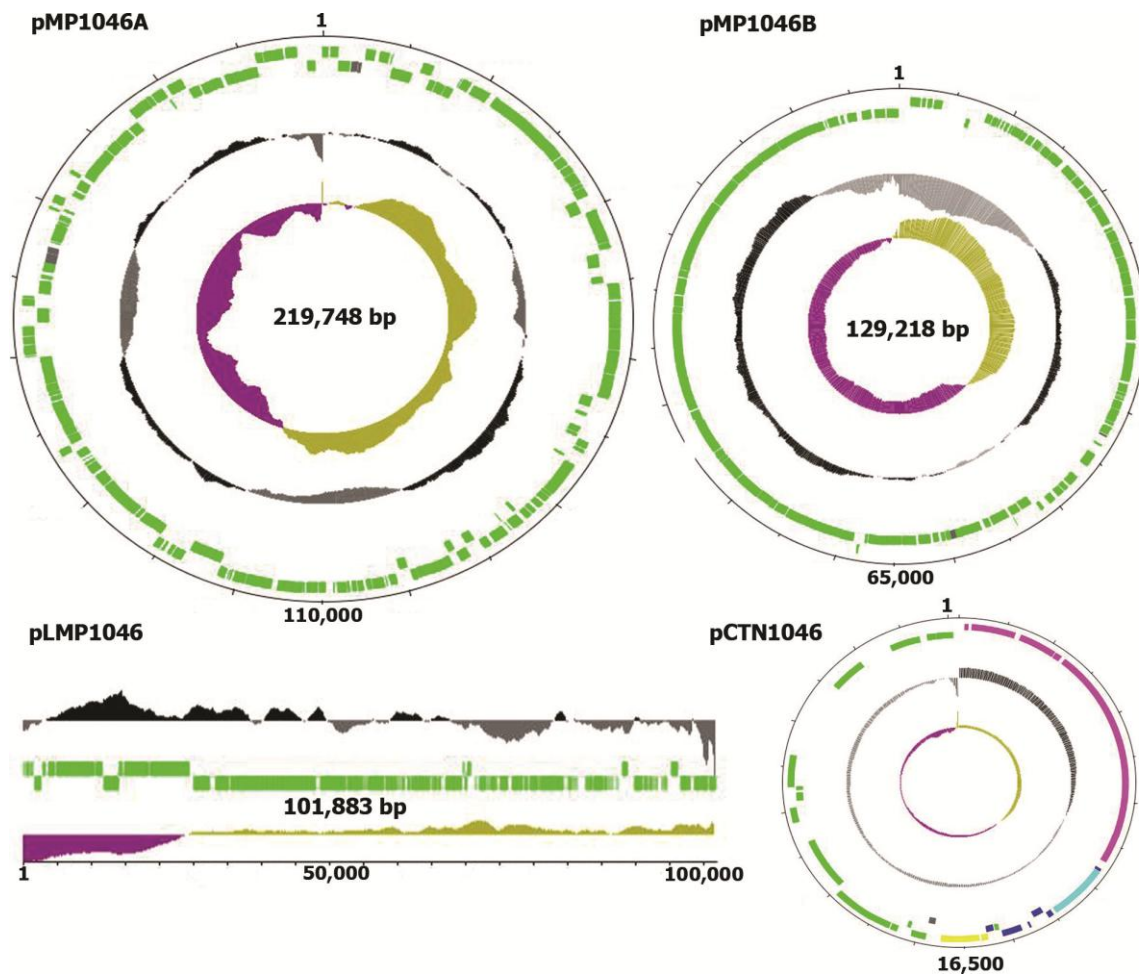 pMP1046A
1
219,748 bp
110,000
pMP1046B
1
129,218 bp
65,000
pLMP1046
101,883 bp
1
50,000
100,000
pCTN1046
1
16,500